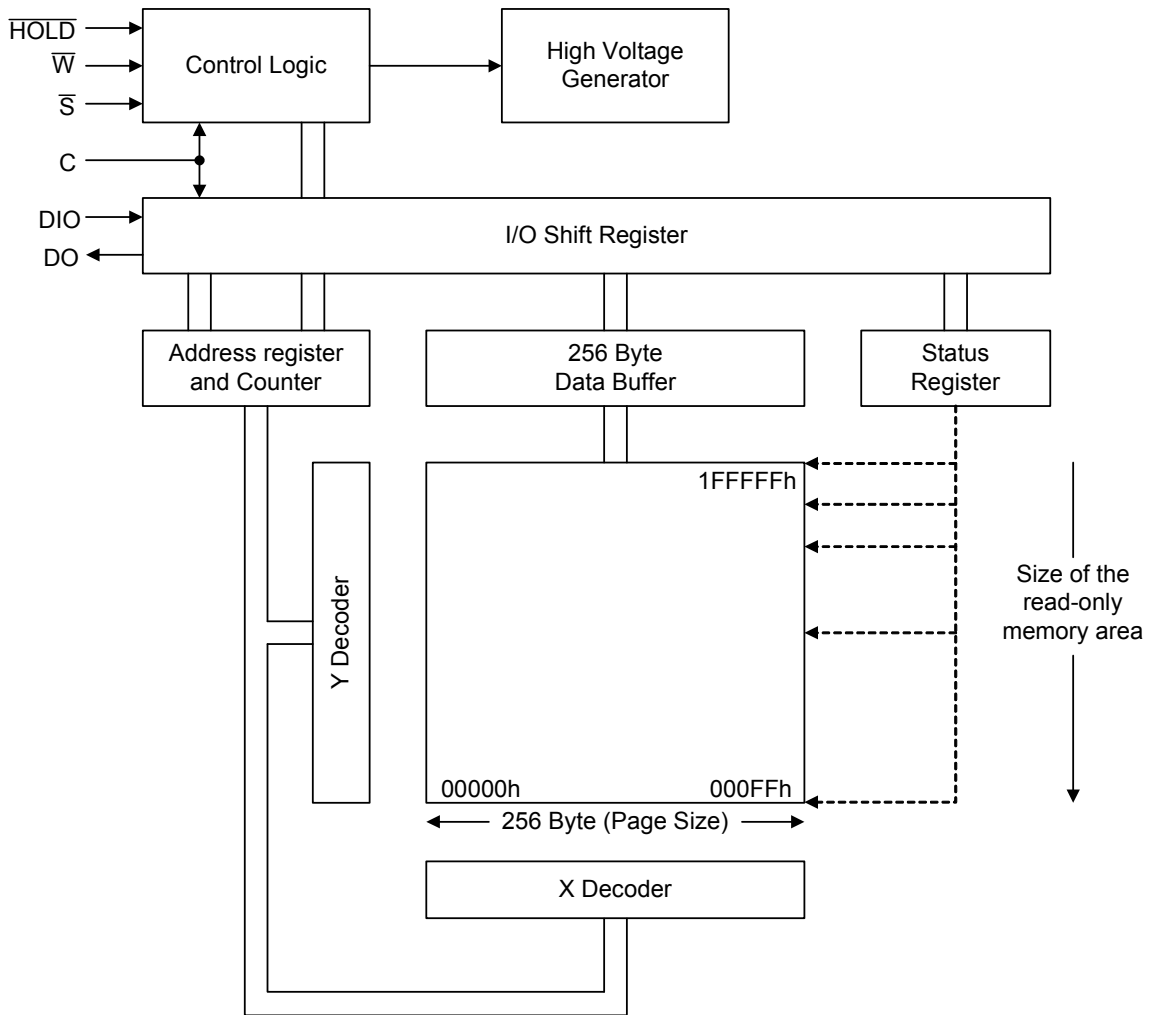 HOLD
W
S
C
DIO
DO
Control Logic
High Voltage
Generator
I/O Shift Register
Address register
and Counter
256 Byte
Data Buffer
Status
Register
1FFFFFh
Y Decoder
Size of the
read-only
memory area
00000h
000FFh
256 Byte (Page Size)
X Decoder